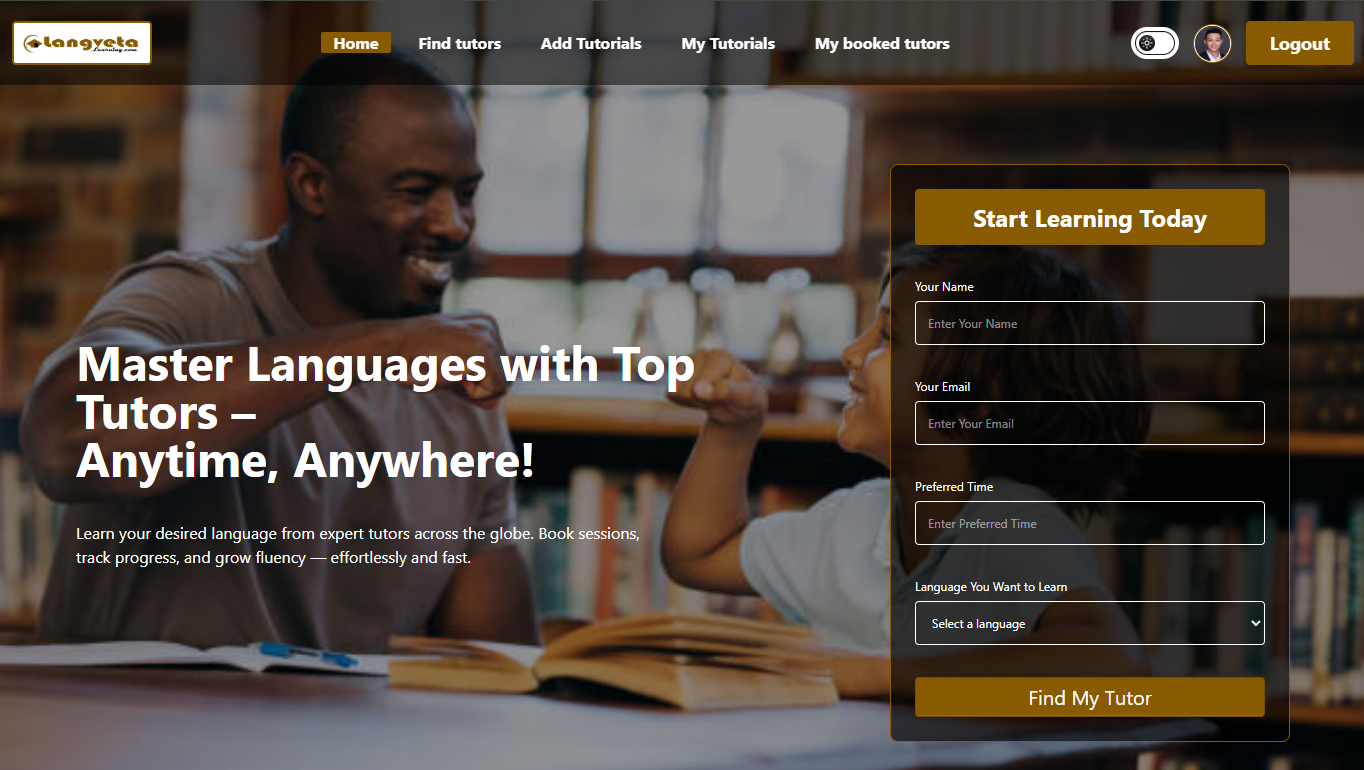 Langveta
Learning.com
Home
Find tutors
Add Tutorials
My Tutorials
My booked tutors
Logout
Master Languages with Top
Tutors –
Anytime, Anywhere!
Learn your desired language from expert tutors across the globe. Book sessions,
track progress, and grow fluency — effortlessly and fast.
Start Learning Today
Your Name
Enter Your Name
Your Email
Enter Your Email
Preferred Time
Enter Preferred Time
Language You Want to Learn
Select a language
Find My Tutor